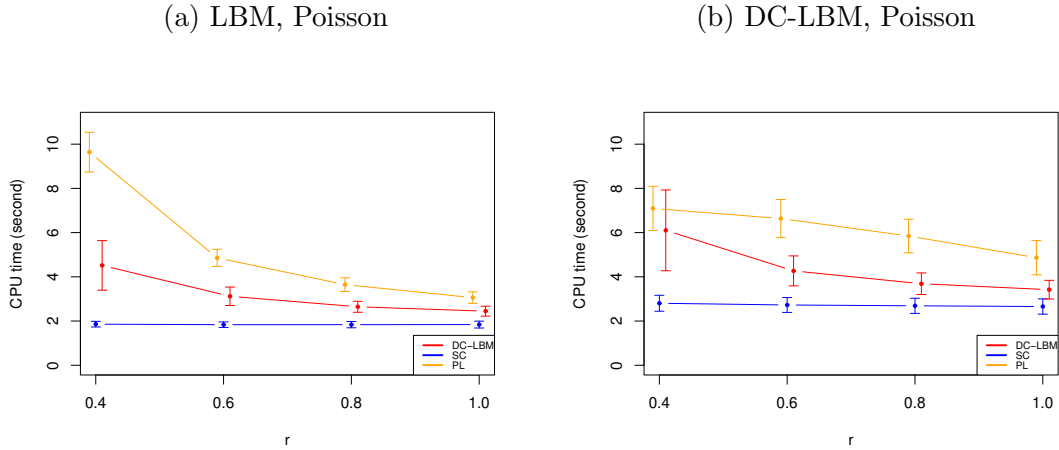 (a) LBM, Poisson
CPU time (second)
0
2
4
6
8
10
0.4
0.6
0.8
1.0
r
DC−LBM
SC
PL
(b) DC-LBM, Poisson
CPU time (second)
0
2
4
6
8
10
0.4
0.6
0.8
1.0
r
DC−LBM
SC
PL